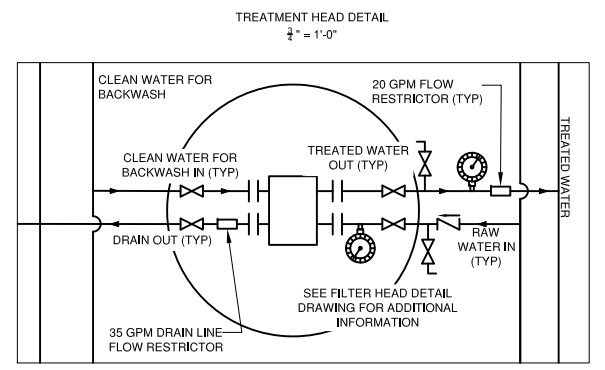 TREATMENT HEAD DETAIL
3/4" = 1'-0"
CLEAN WATER FOR
BACKWASH
20 GPM FLOW
RESTRICTOR (TYP)
CLEAN WATER FOR
BACKWASH IN (TYP)
TREATED WATER
OUT (TYP)
TREATED WATER
DRAIN OUT (TYP)
RAW
WATER IN
(TYP)
SEE FILTER HEAD DETAIL
DRAWING FOR ADDITIONAL
INFORMATION
35 GPM DRAIN LINE
FLOW RESTRICTOR